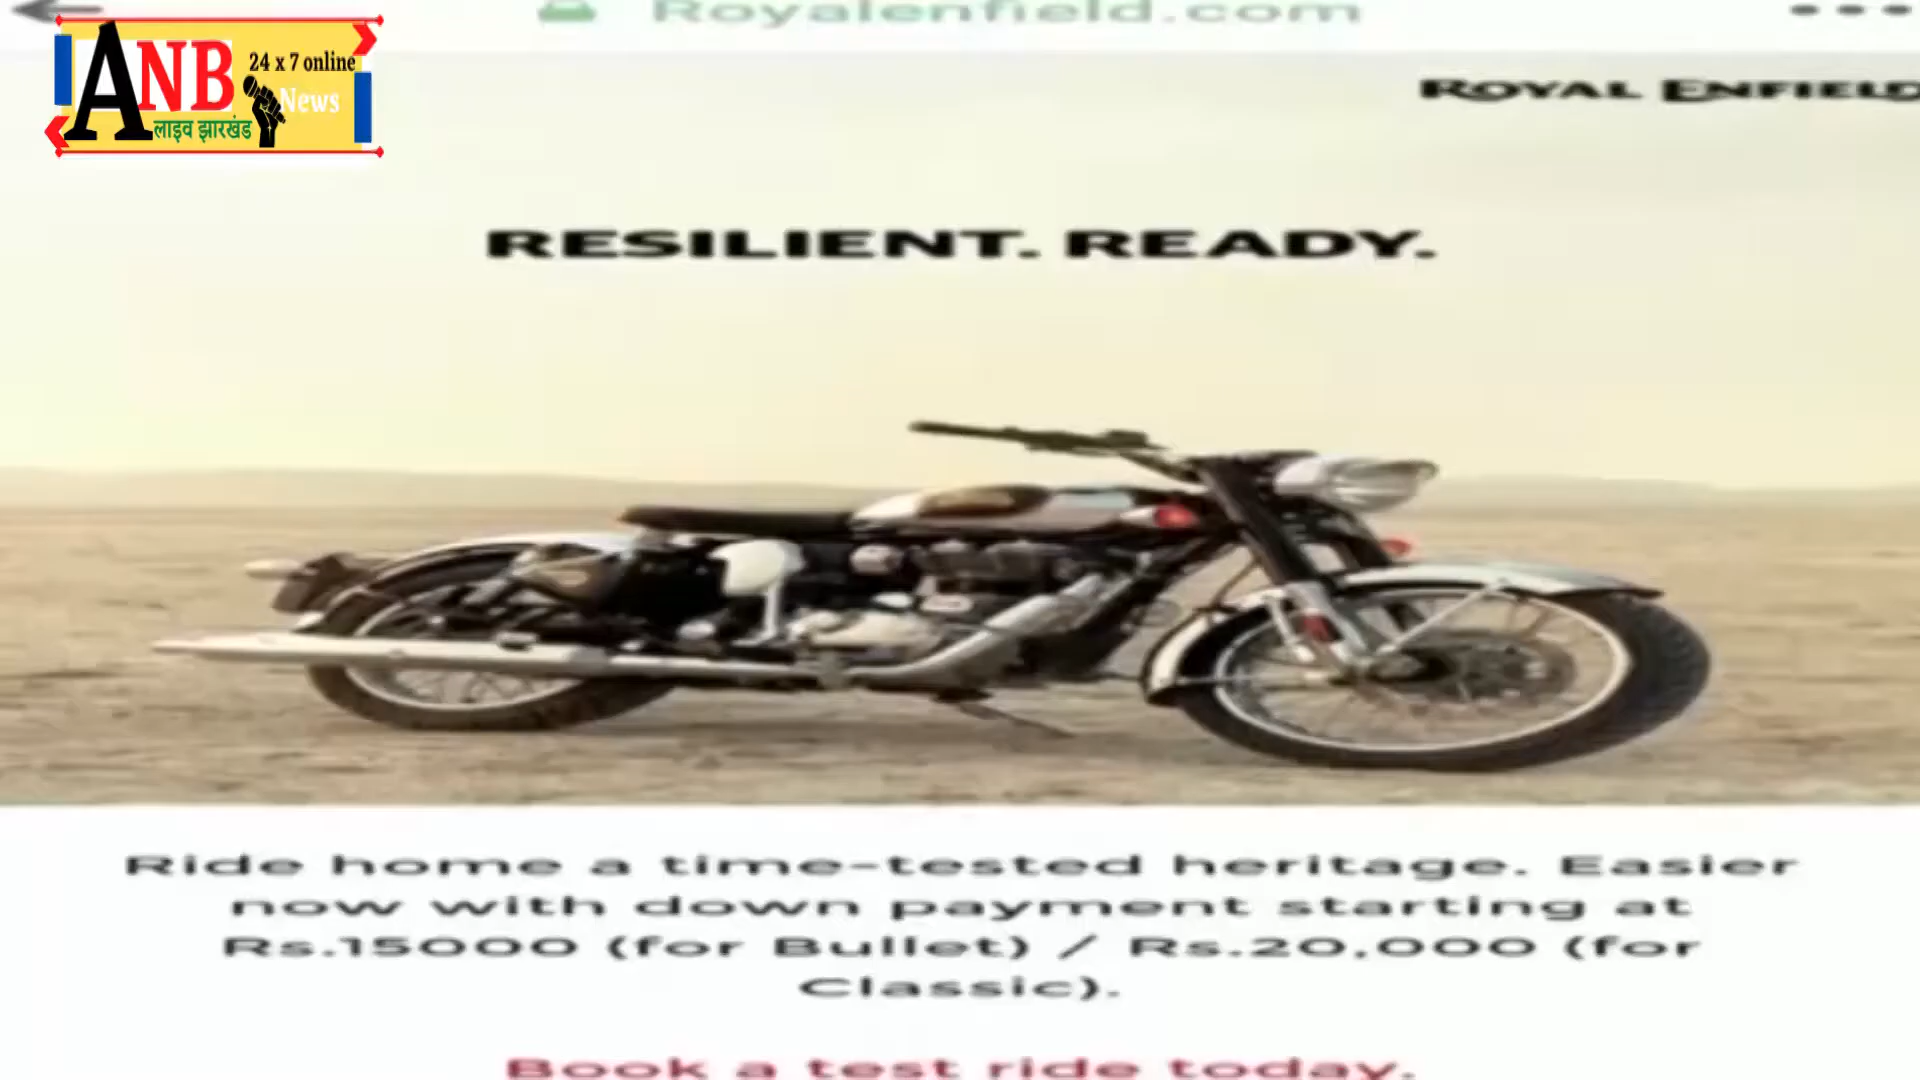 Royalenfield.com
ANB
24 x 7 online
News
लाइव झारखंड
ROYAL ENFIELD
RESILIENT. READY.
Ride home a time-tested heritage. Easier
now with down payment starting at
Rs.15000 (for Bullet) / Rs.20,000 (for
Classic).
Book a test ride today.